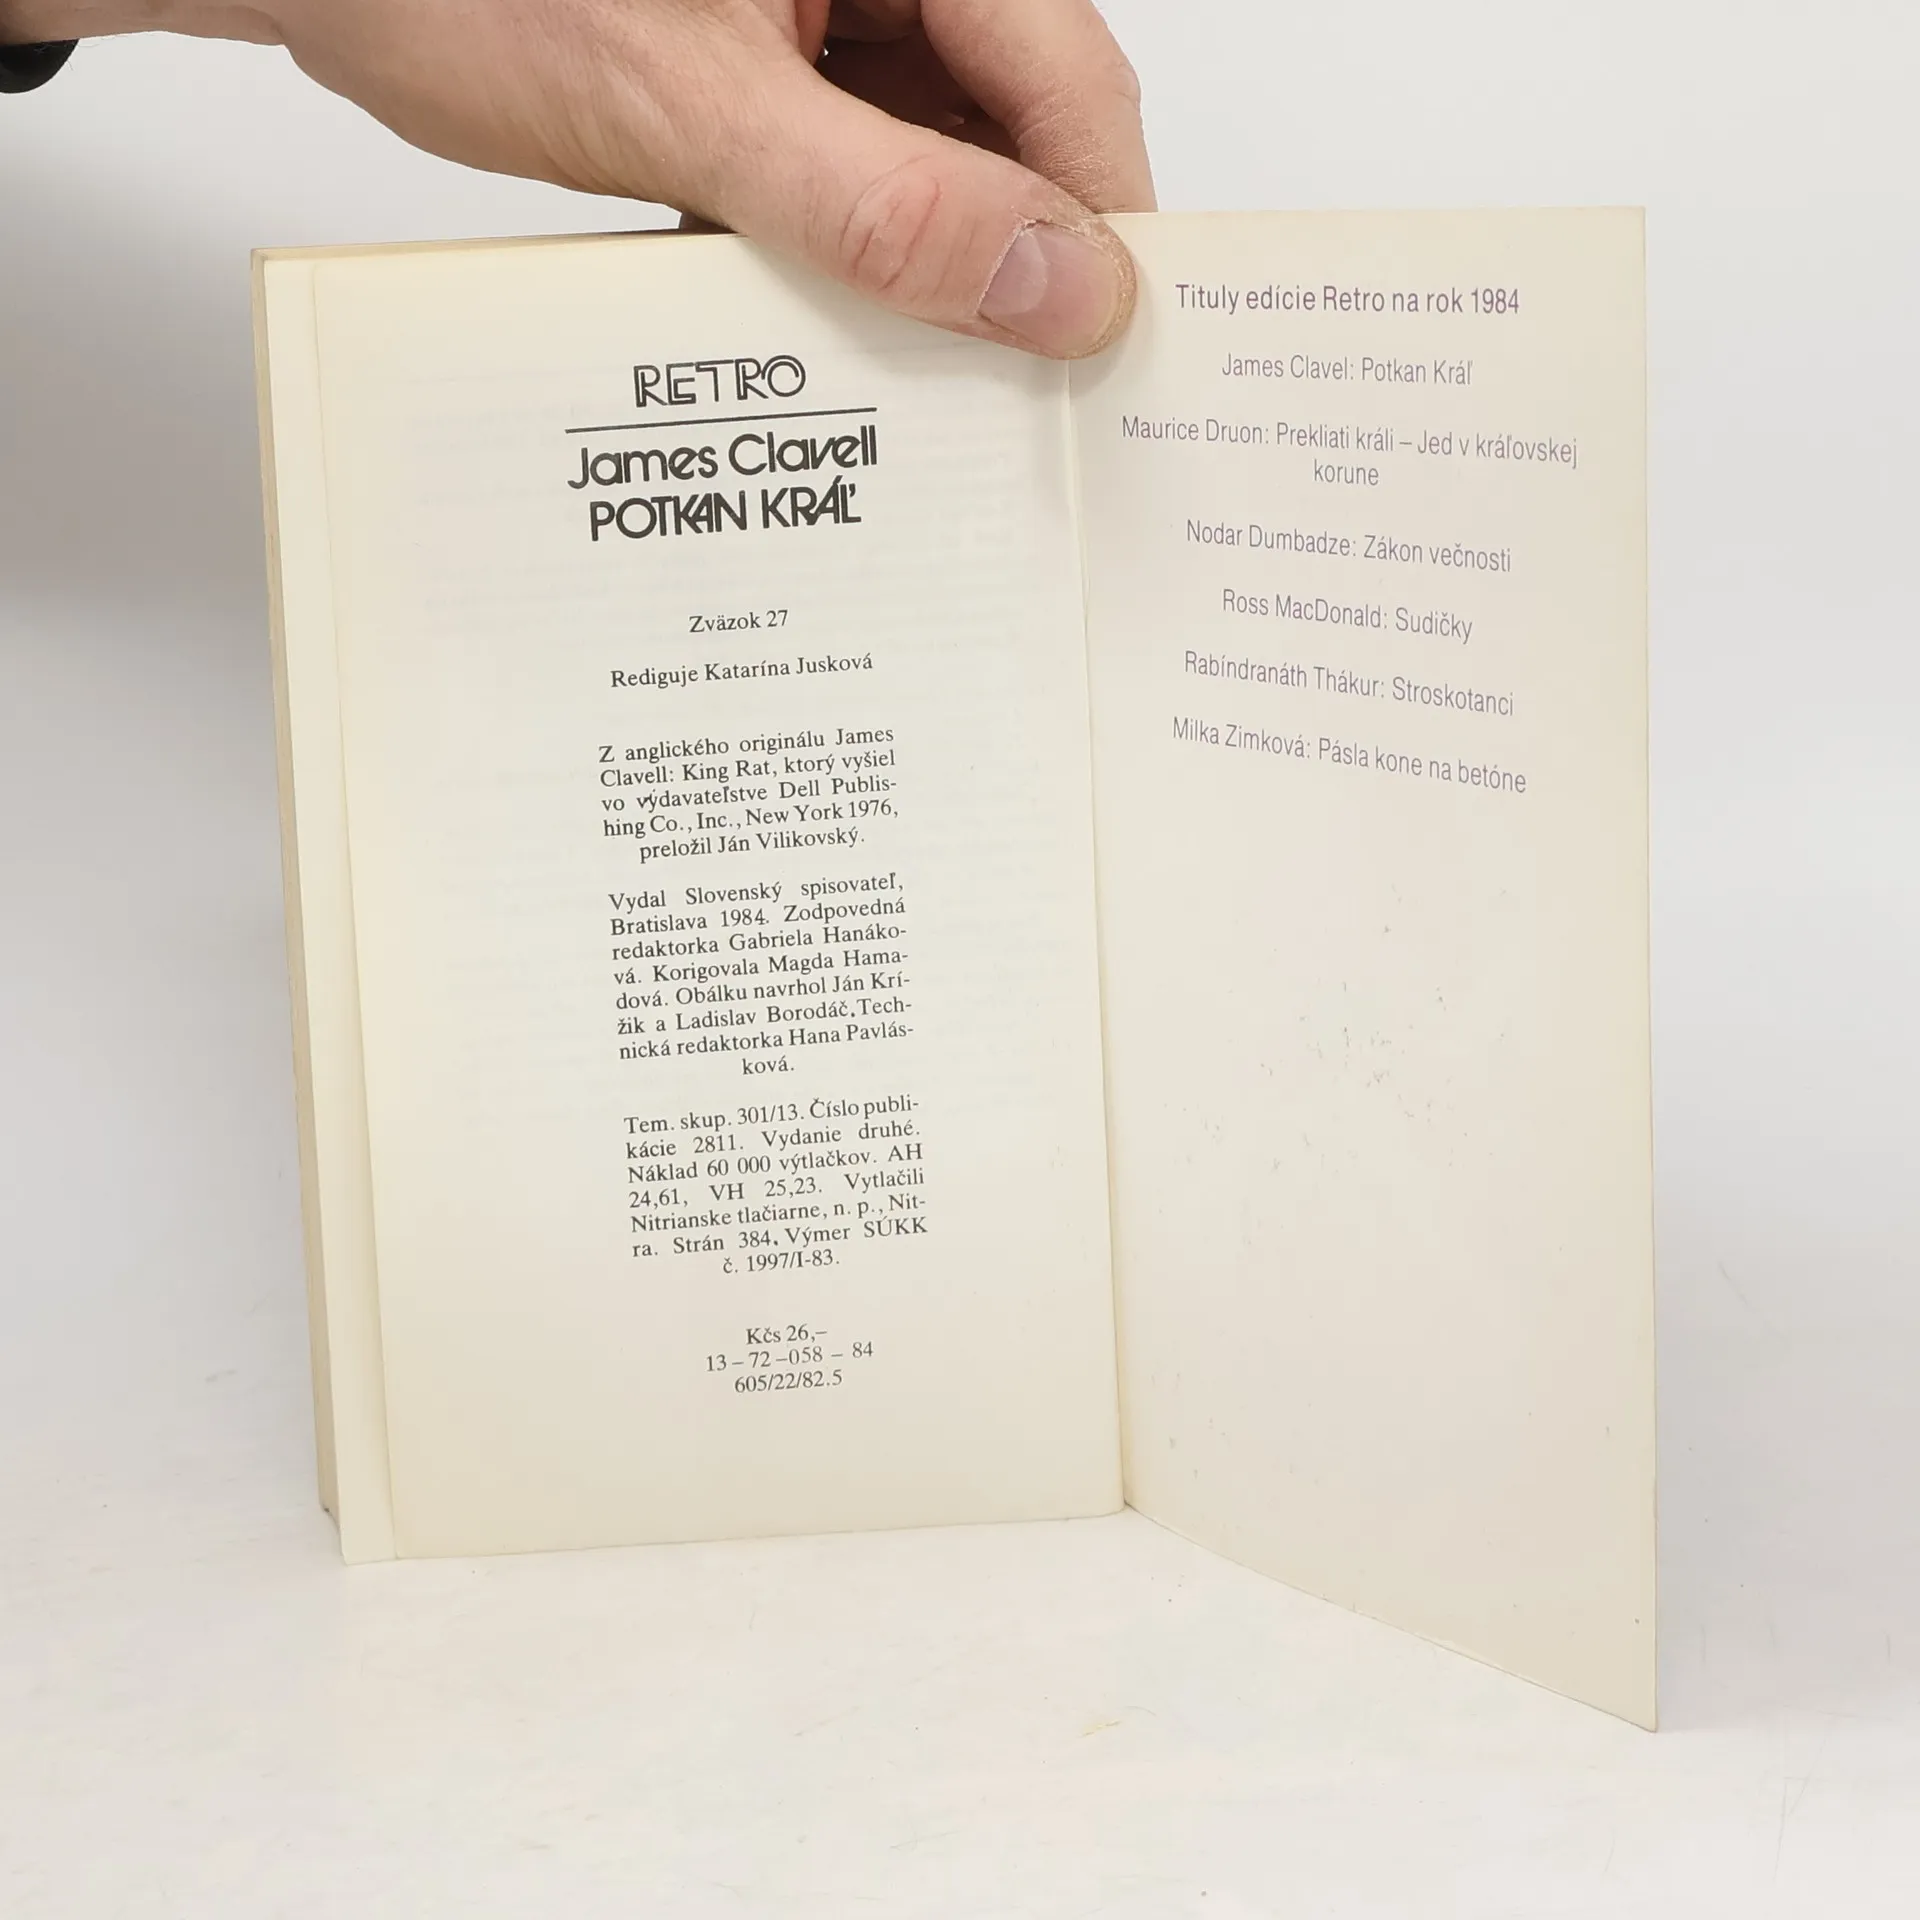 RETRO
James Clavell
POTKAN KRÁĽ
Zväzok 27
Rediguje Katarína Jusková
Z anglického originálu James
Clavell: King Rat, ktorý vyšiel
vo vydavateľstve Dell Publis-
hing Co., Inc., New York 1976,
preložil Ján Vilikovský.
Vydal Slovenský spisovateľ,
Bratislava 1984. Zodpovedná
redaktorka Gabriela Hanáko-
vá. Korigovala Magda Hama-
dová. Obálku navrhol Ján Krí-
žik a Ladislav Borodáč. Tech-
nická redaktorka Hana Pavlás-
ková.
Tem. skup. 301/13. Číslo publi-
kácie 2811. Vydanie druhé.
Náklad 60 000 výtlačkov. AH
24,61, VH 25,23. Vytlačili
Nitrianske tlačiarne, n. p., Nit-
ra. Strán 384. Výmer SÚKK
č. 1997/I-83.
Kčs 26,–
13 – 72 –058 – 84
605/22/82.5
Tituly edície Retro na rok 1984
James Clavel: Potkan Kráľ
Maurice Druon: Prekliati králi – Jed v kráľovskej
korune
Nodar Dumbadze: Zákon večnosti
Ross MacDonald: Sudičky
Rabíndranáth Thákur: Stroskotanci
Milka Zimková: Pásla kone na betóne